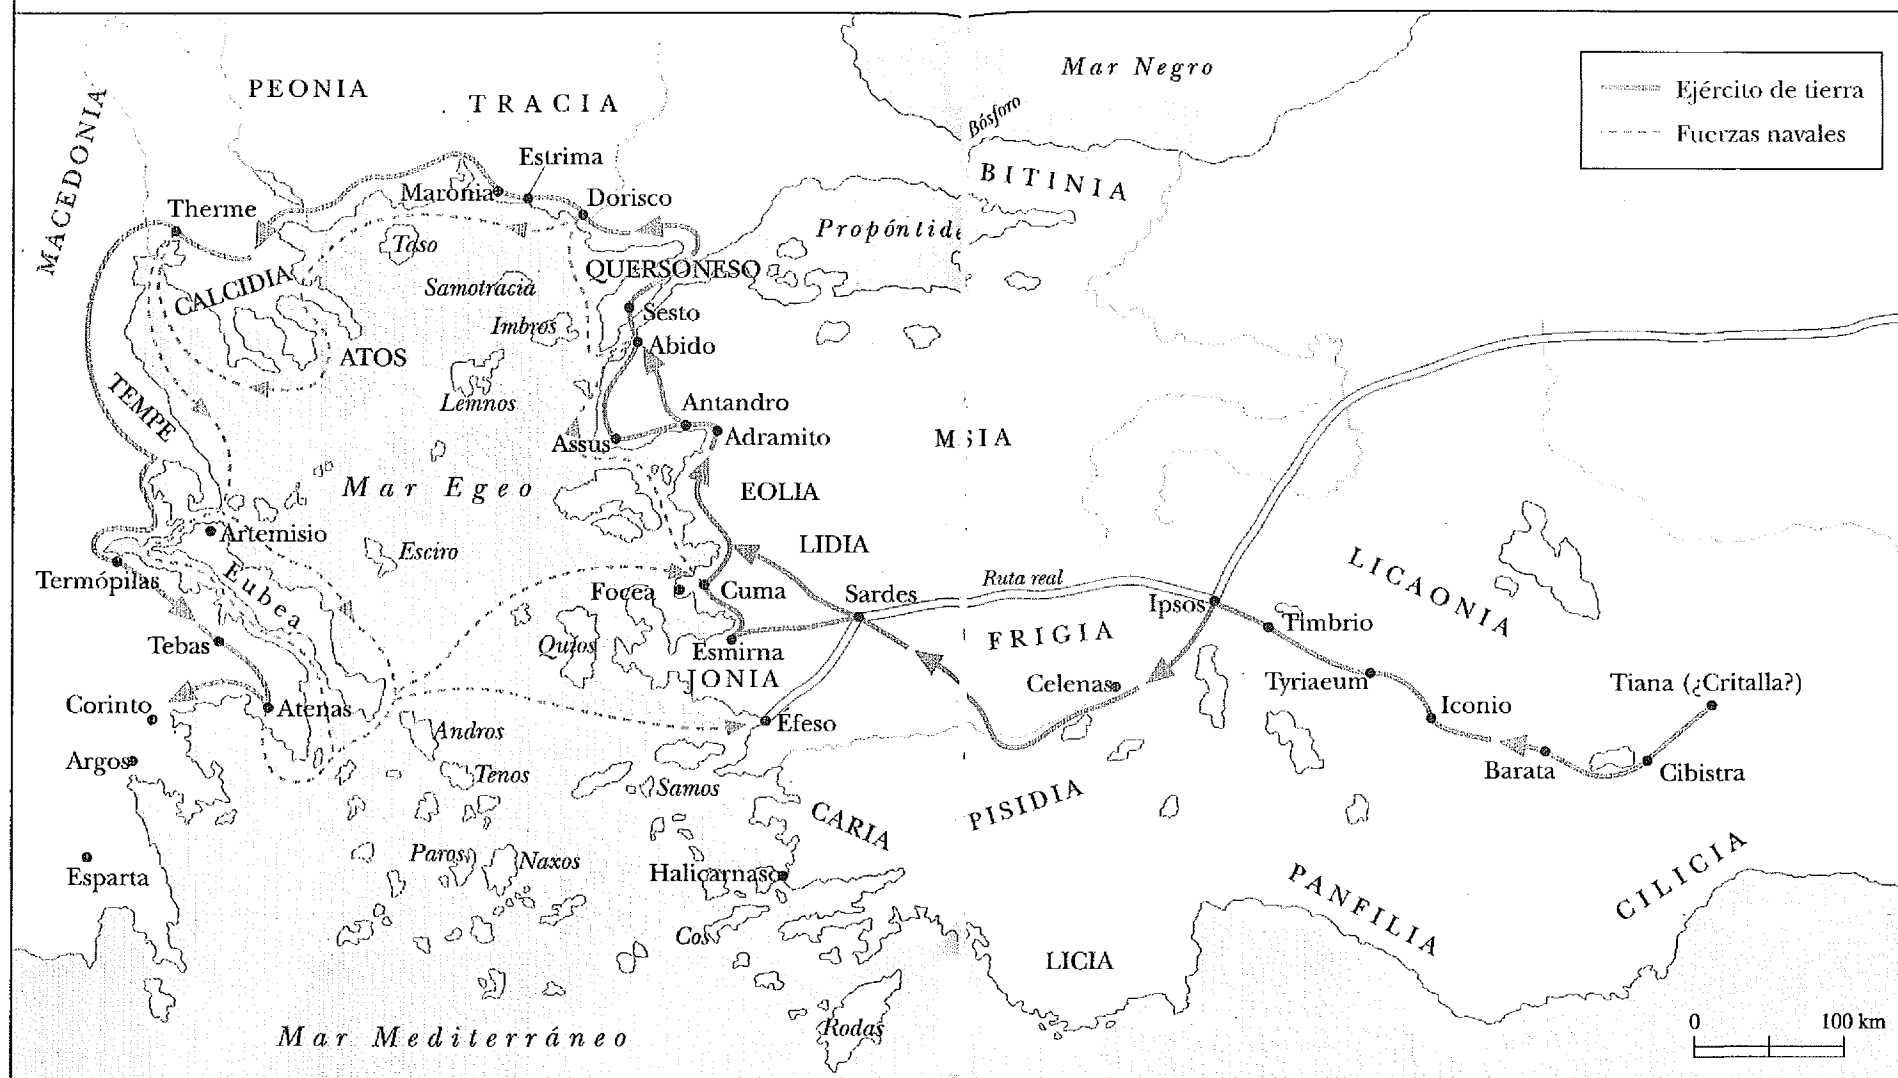 Mar Negro
PEONIA
TRACIA
MACEDONIA
Bósforo
BITINIA
Ejército de tierra
Fuerzas navales
Estrima
Maronia
Dorisco
Therme
Taso
Propóntide
CALCIDIA
QUERSONESO
Samotracia
Imbros
Sesto
Abido
ATOS
TEMPE
Lemnos
Antandro
Assus
Adramito
M SIA
Mar Egeo
EOLIA
Artemisio
Esciro
LIDIA
Termópilas
Eubea
Focea
Cuma
Sardes
Ruta real
Ipsos
LICAONIA
Timbrio
Tebas
Quíos
Esmirna
JONIA
FRIGIA
Celenas
Tyriaeum
Tiana (¿Critalla?)
Corinto
Atenas
Andros
Éfeso
Iconio
Argos
Tenos
Samos
Barata
Cibistra
CARIA
PISIDIA
Paros
Naxos
Esparta
Halicarnaso
PANFILIA
CILICIA
Cos
LICIA
Mar Mediterráneo
Rodas
0 100 km